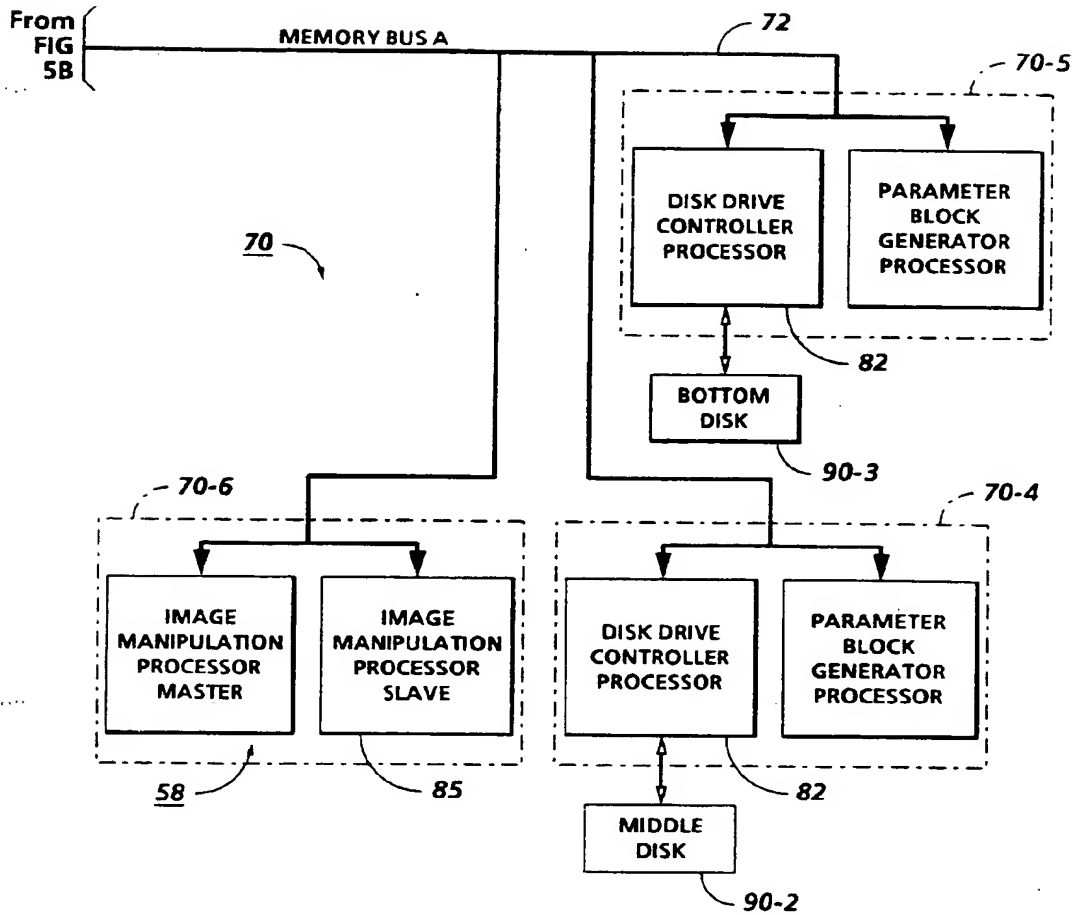 From
FIG
5B
MEMORY BUS A
72
70-5
DISK DRIVE
CONTROLLER
PROCESSOR
PARAMETER
BLOCK
GENERATOR
PROCESSOR
70
82
BOTTOM
DISK
90-3
70-6
70-4
IMAGE
MANIPULATION
PROCESSOR
MASTER
IMAGE
MANIPULATION
PROCESSOR
SLAVE
DISK DRIVE
CONTROLLER
PROCESSOR
PARAMETER
BLOCK
GENERATOR
PROCESSOR
58
85
82
MIDDLE
DISK
90-2